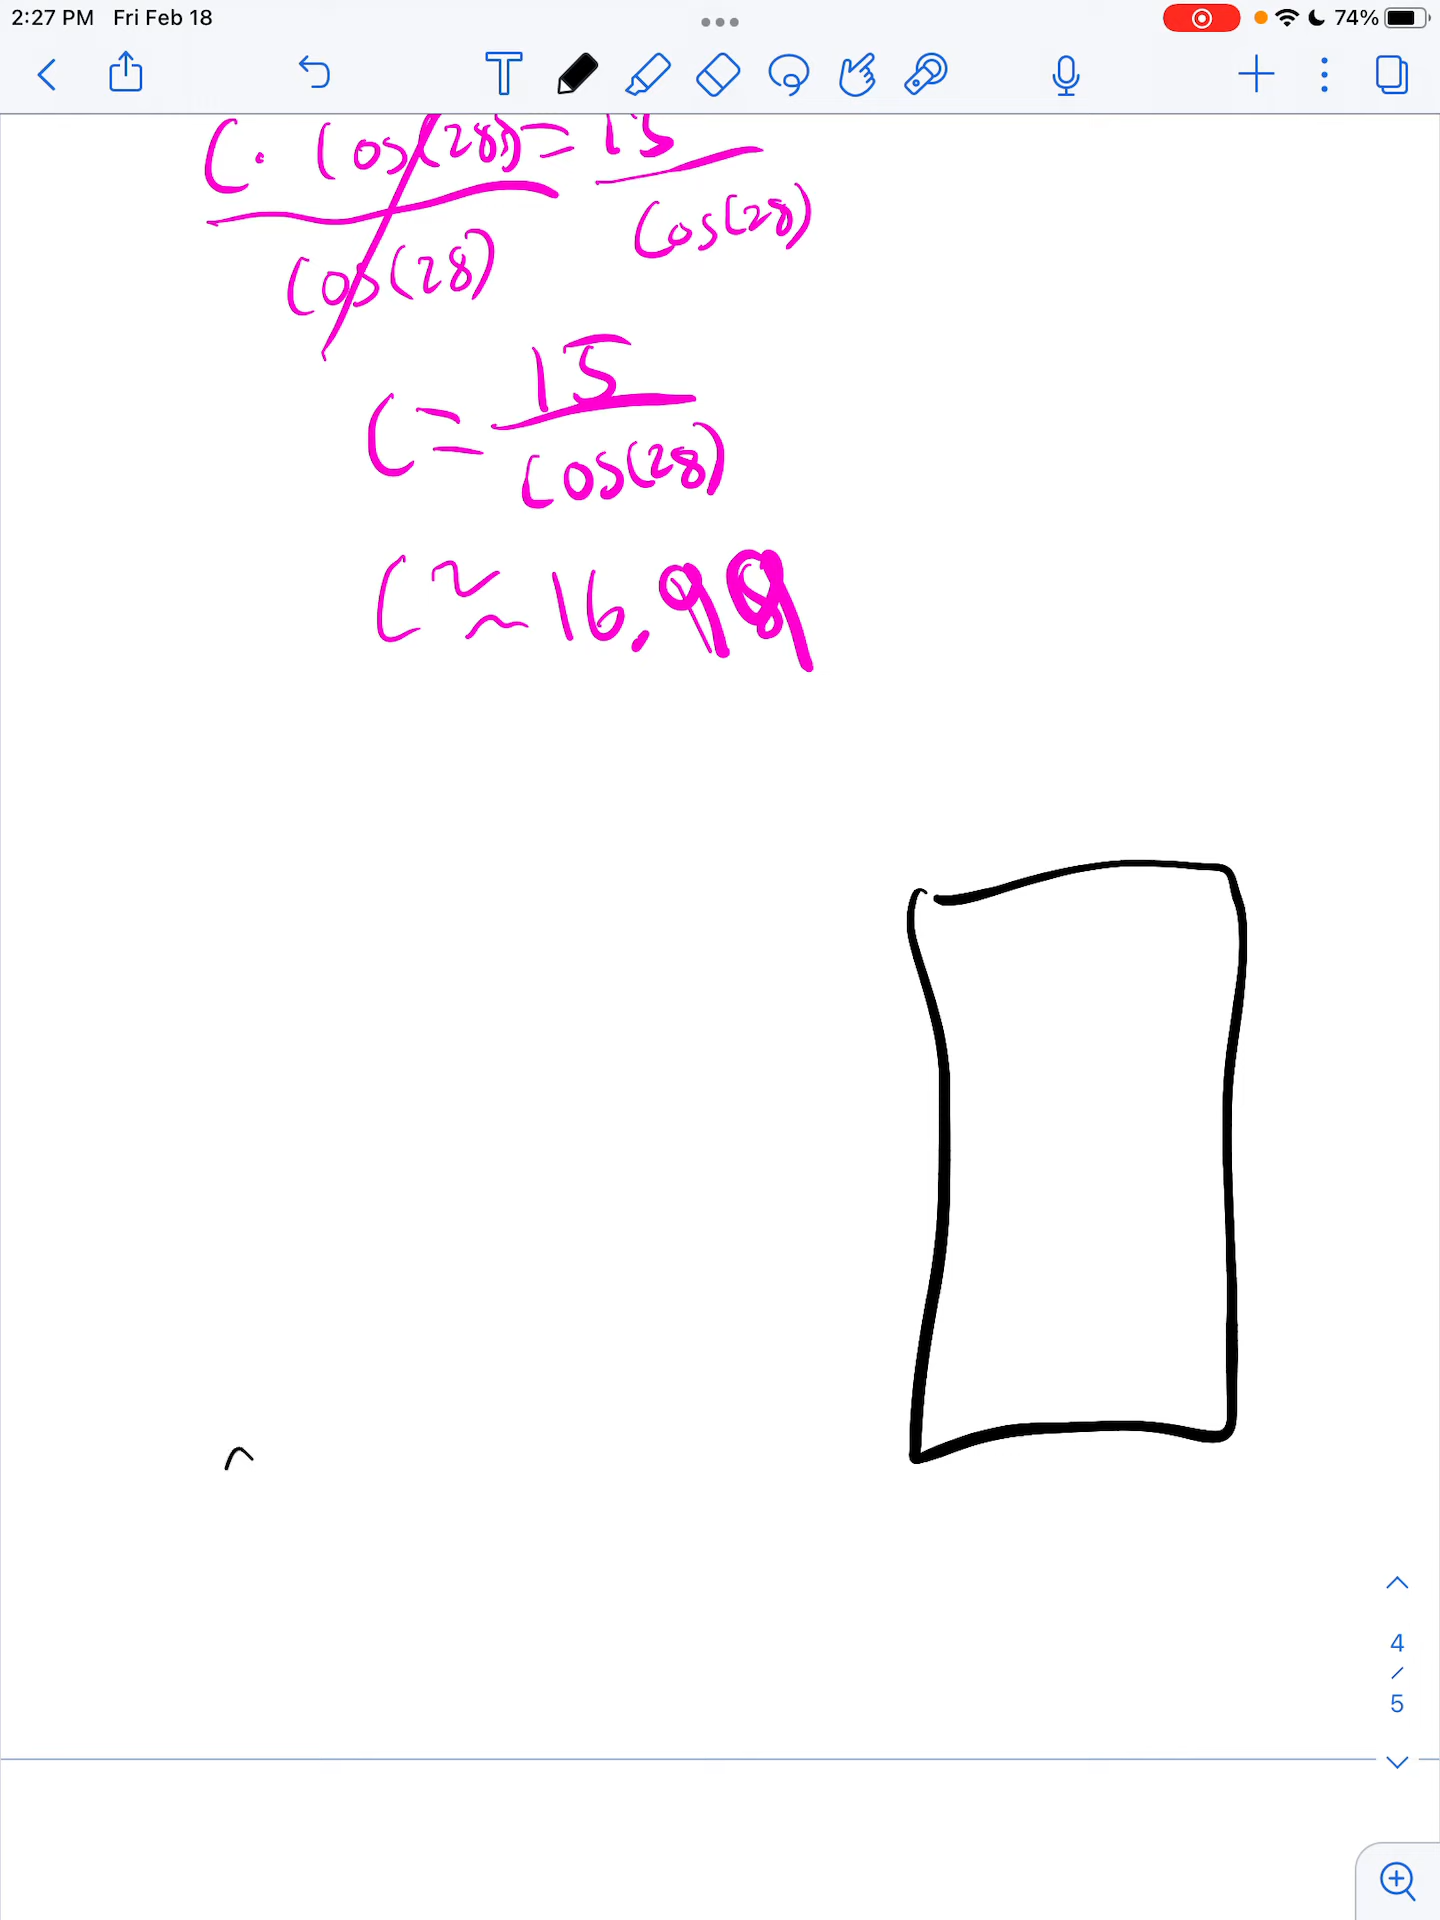 2:27 PM Fri Feb 18
74%
C · Cos(28) = 15
Cos(28) Cos(28)
C = 15
Cos(28)
C ≈ 16.99
4
/
5